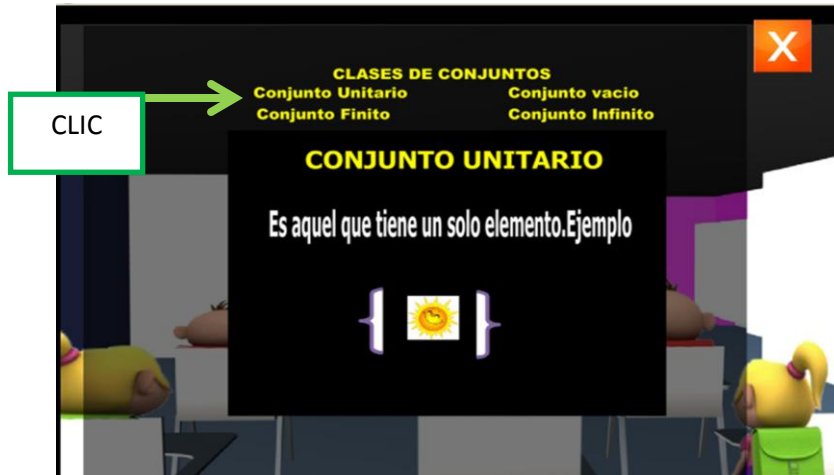 CLASES DE CONJUNTOS
Conjunto Unitario Conjunto vacio
Conjunto Finito Conjunto Infinito
CLIC
CONJUNTO UNITARIO
Es aquel que tiene un solo elemento.Ejemplo
{ }
X